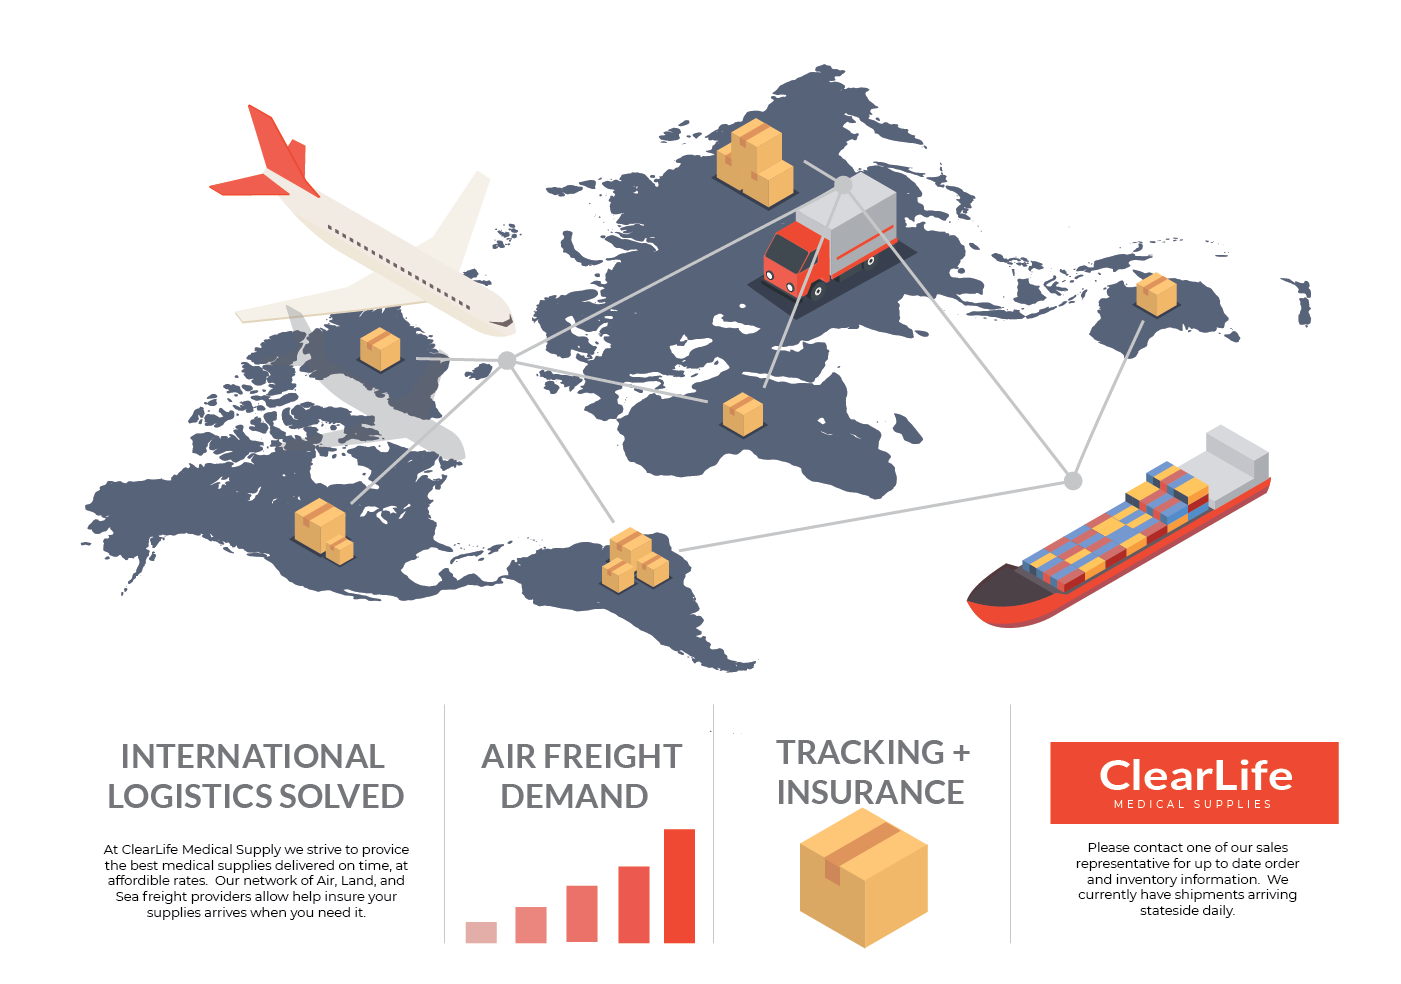 INTERNATIONAL
LOGISTICS SOLVED
At ClearLife Medical Supply we strive to provice
the best medical supplies delivered on time, at
affordable rates.  Our network of Air, Land, and
Sea freight providers allow help insure your
supplies arrives when you need it.
AIR FREIGHT
DEMAND
TRACKING +
INSURANCE
ClearLife
MEDICAL SUPPLIES
Please contact one of our sales
representative for up to date order
and inventory information.  We
currently have shipments arriving
stateside daily.